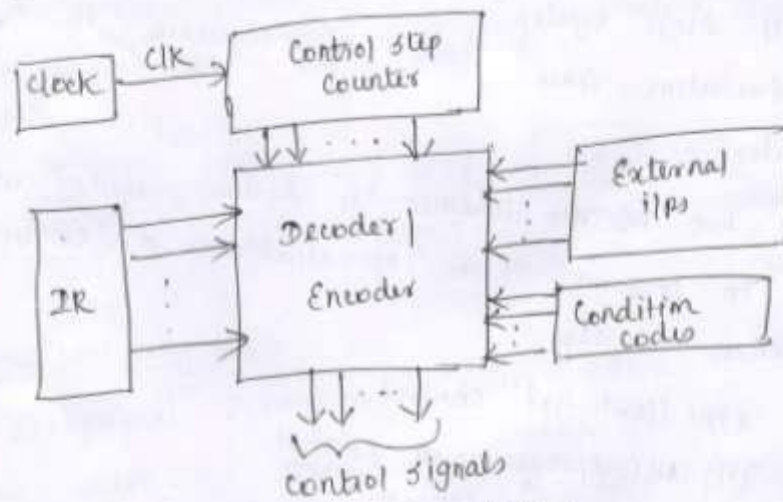 Clock
CLK
Control step
Counter
. . .
External
i/ps
IR
Decoder/
Encoder
Condition
codes
Control signals